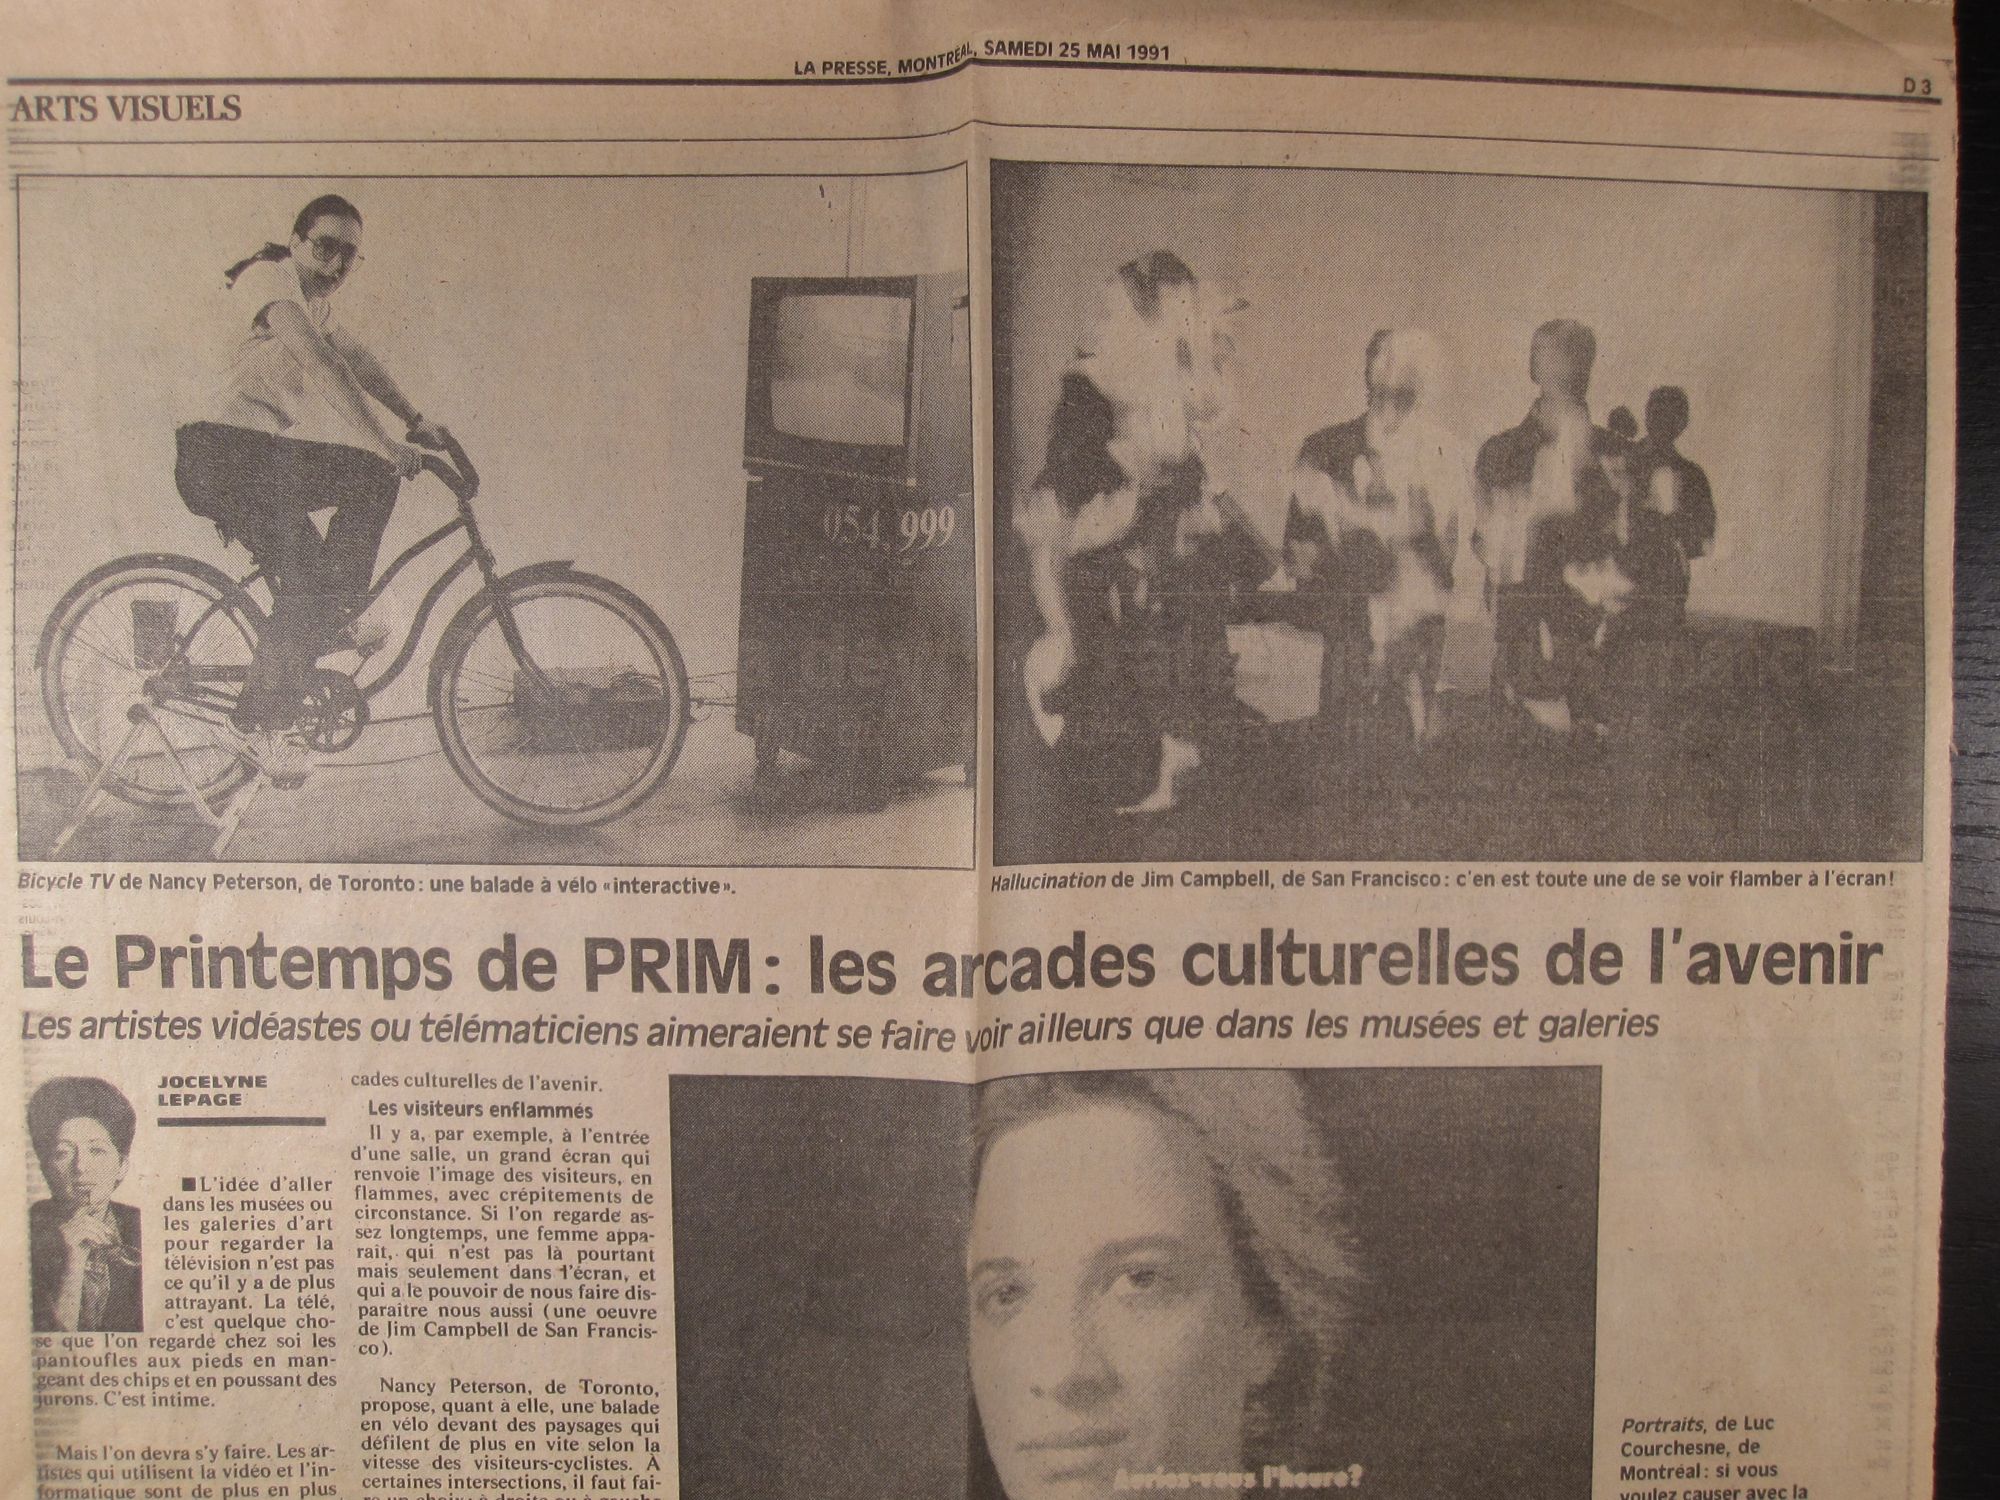 LA PRESSE, MONTRÉAL, SAMEDI 25 MAI 1991
D 3
ARTS VISUELS
054.999
Bicycle TV de Nancy Peterson, de Toronto: une balade à vélo «interactive».
Hallucination de Jim Campbell, de San Francisco: c'en est toute une de se voir flamber à l'écran!
Le Printemps de PRIM: les arcades culturelles de l'avenir
Les artistes vidéastes ou télématiciens aimeraient se faire voir ailleurs que dans les musées et galeries
JOCELYNE
LEPAGE
■ L'idée d'aller
dans les musées ou
les galeries d'art
pour regarder la
télévision n'est pas
ce qu'il y a de plus
attrayant. La télé,
c'est quelque cho-
se que l'on regarde chez soi les
pantoufles aux pieds en man-
geant des chips et en poussant des
jurons. C'est intime.
Mais l'on devra s'y faire. Les ar-
tistes qui utilisent la vidéo et l'in-
formatique sont de plus en plus
cades culturelles de l'avenir.
Les visiteurs enflammés
Il y a, par exemple, à l'entrée
d'une salle, un grand écran qui
renvoie l'image des visiteurs, en
flammes, avec crépitements de
circonstance. Si l'on regarde as-
sez longtemps, une femme appa-
raît, qui n'est pas là pourtant
mais seulement dans l'écran, et
qui a le pouvoir de nous faire dis-
paraître nous aussi (une oeuvre
de Jim Campbell de San Francis-
co).
Nancy Peterson, de Toronto,
propose, quant à elle, une balade
en vélo devant des paysages qui
défilent de plus en vite selon la
vitesse des visiteurs-cyclistes. À
certaines intersections, il faut fai-
re un choix: à droite ou à gauche
Auriez-vous l'heure?
Portraits, de Luc
Courchesne, de
Montréal: si vous
voulez causer avec la